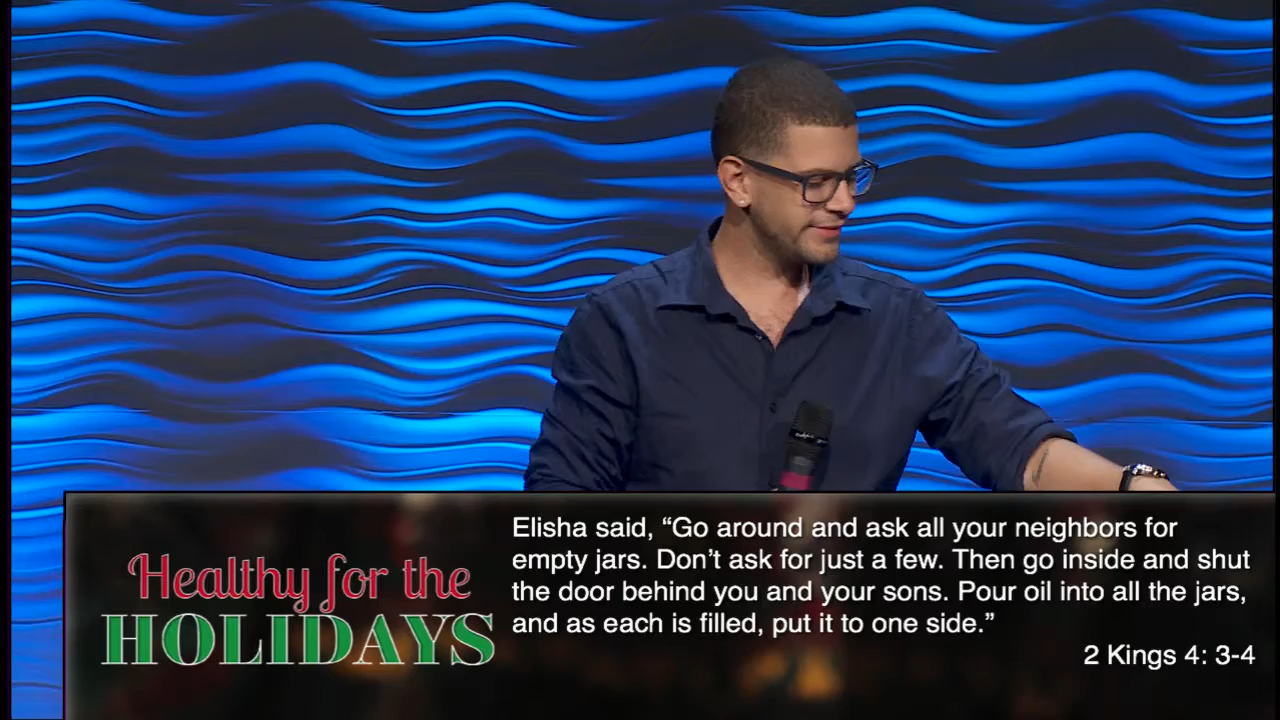 Healthy for the
HOLIDAYS
Elisha said, “Go around and ask all your neighbors for
empty jars. Don’t ask for just a few. Then go inside and shut
the door behind you and your sons. Pour oil into all the jars,
and as each is filled, put it to one side.”
2 Kings 4: 3-4